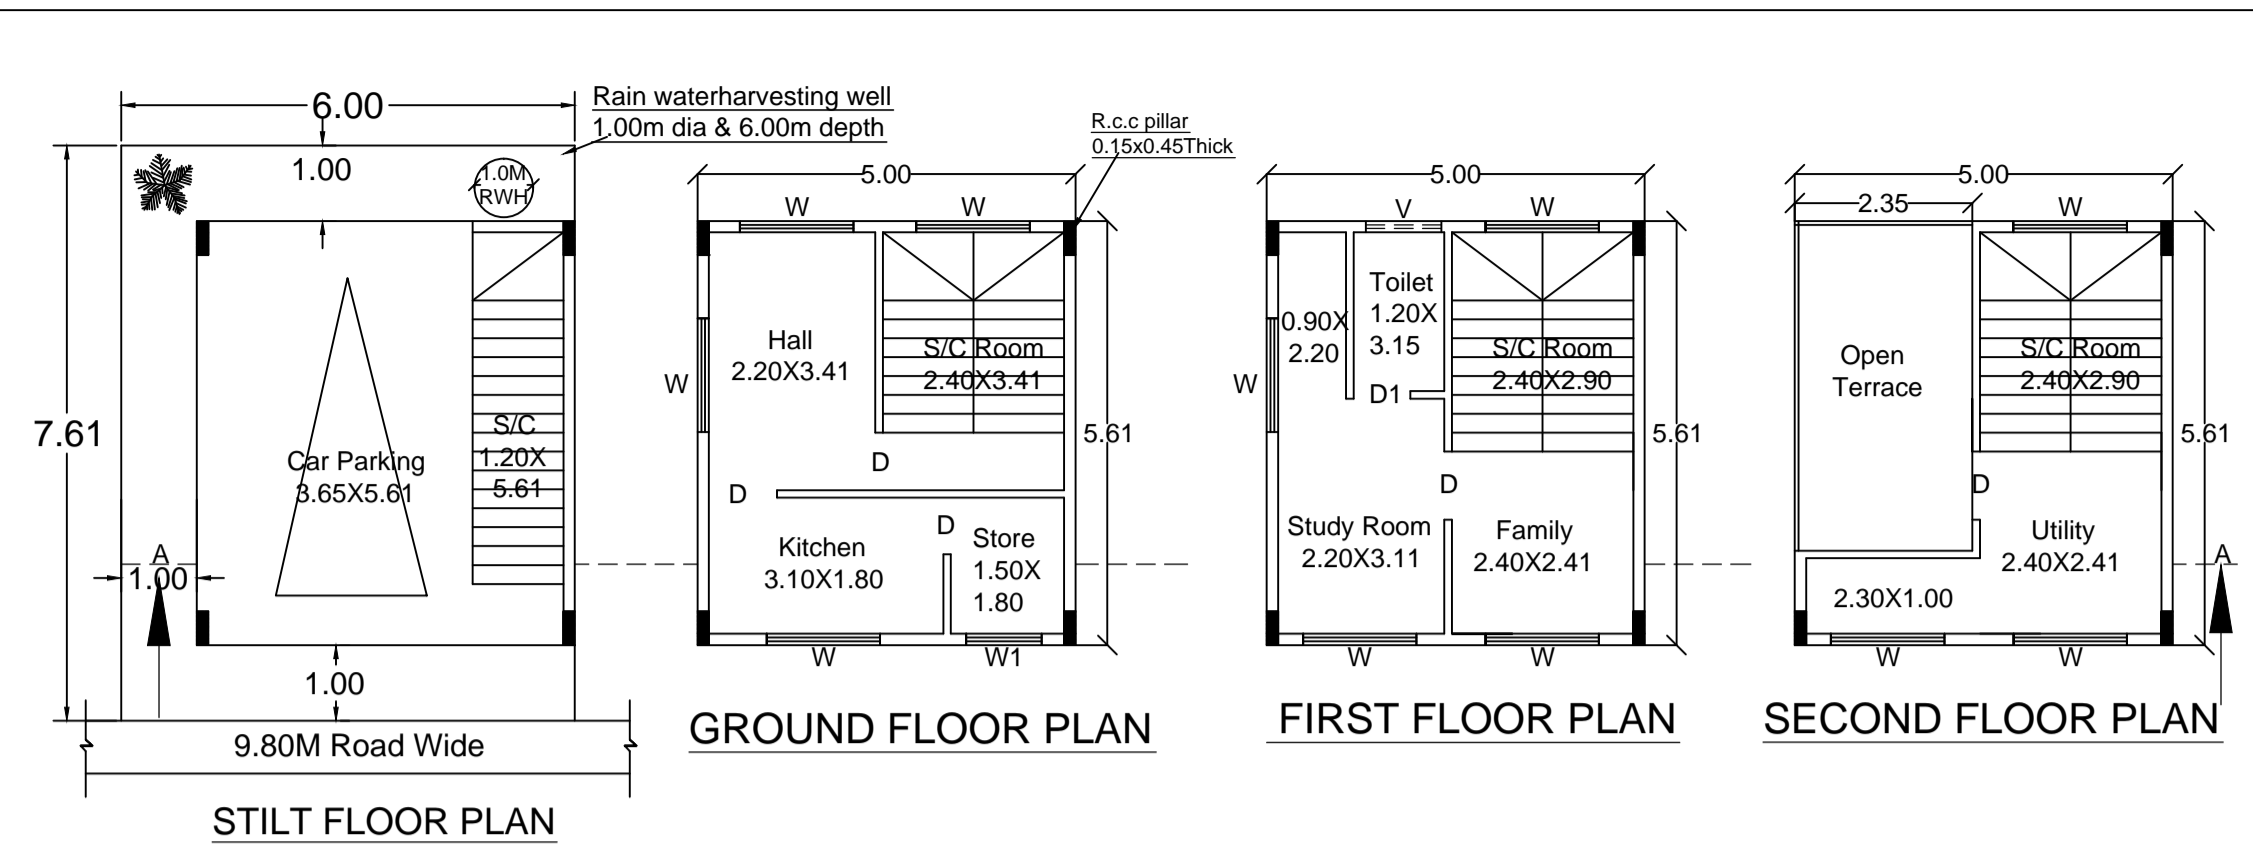 6.00
Rain waterharvesting well
1.00m dia & 6.00m depth
1.00
1.0M
RWH
7.61
Car Parking
3.65X5.61
S/C
1.20X
5.61
A
1.00
1.00
9.80M Road Wide
STILT FLOOR PLAN
R.c.c pillar
0.15x0.45Thick
5.00
W
W
W
Hall
2.20X3.41
S/C Room
2.40X3.41
5.61
D
D
D
Kitchen
3.10X1.80
Store
1.50X
1.80
W
W1
GROUND FLOOR PLAN
5.00
V
W
Toilet
1.20X
3.15
0.90X
2.20
W
D1
S/C Room
2.40X2.90
5.61
D
Study Room
2.20X3.11
Family
2.40X2.41
W
W
FIRST FLOOR PLAN
5.00
2.35
W
Open
Terrace
S/C Room
2.40X2.90
5.61
D
Utility
2.40X2.41
A
2.30X1.00
W
W
SECOND FLOOR PLAN